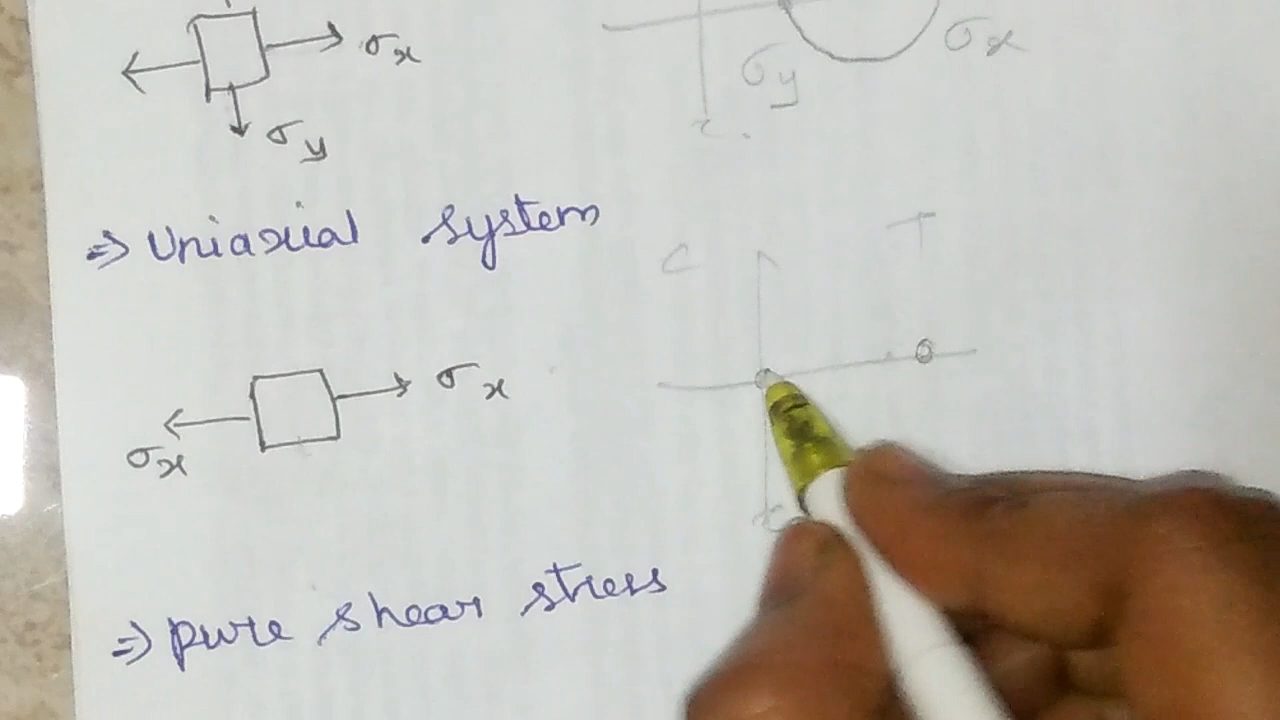 σx
σx
σy
σy
τ
⇒ Uniaxial system
C T
σx
σx
⇒ pure shear stress